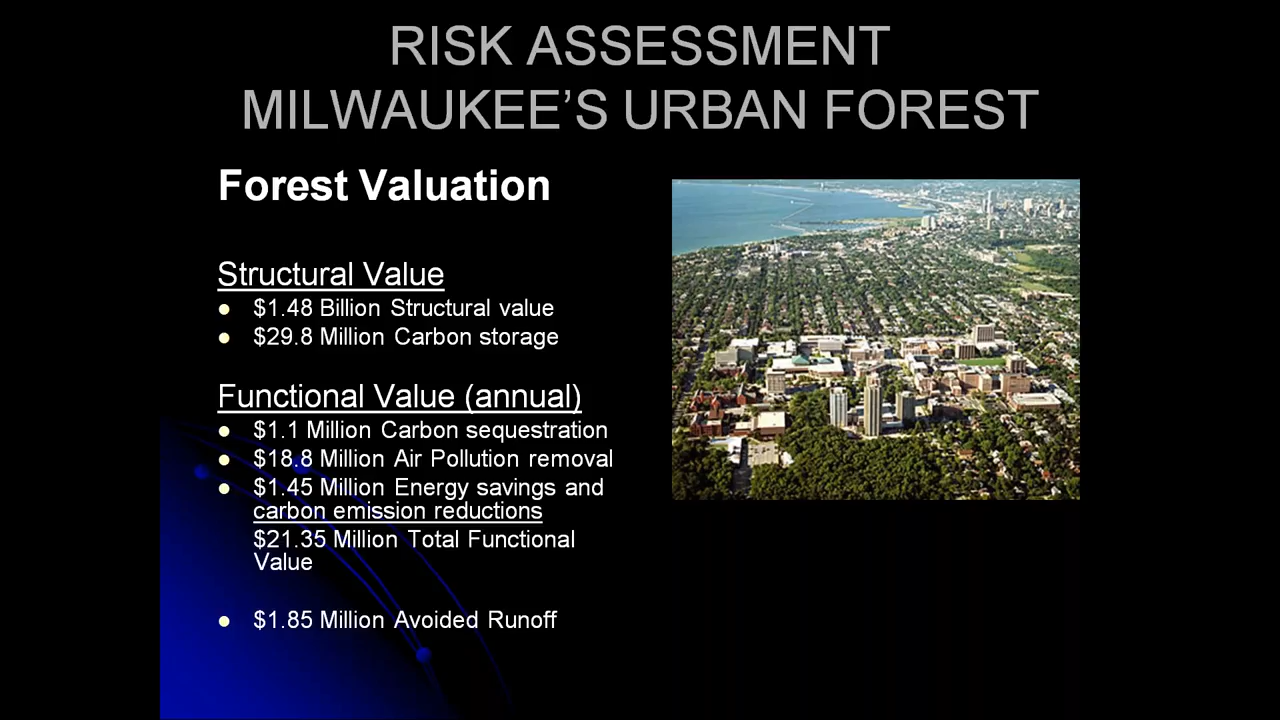 RISK ASSESSMENT
MILWAUKEE’S URBAN FOREST
Forest Valuation
Structural Value
$1.48 Billion Structural value
$29.8 Million Carbon storage
Functional Value (annual)
$1.1 Million Carbon sequestration
$18.8 Million Air Pollution removal
$1.45 Million Energy savings and
carbon emission reductions
$21.35 Million Total Functional
Value
$1.85 Million Avoided Runoff